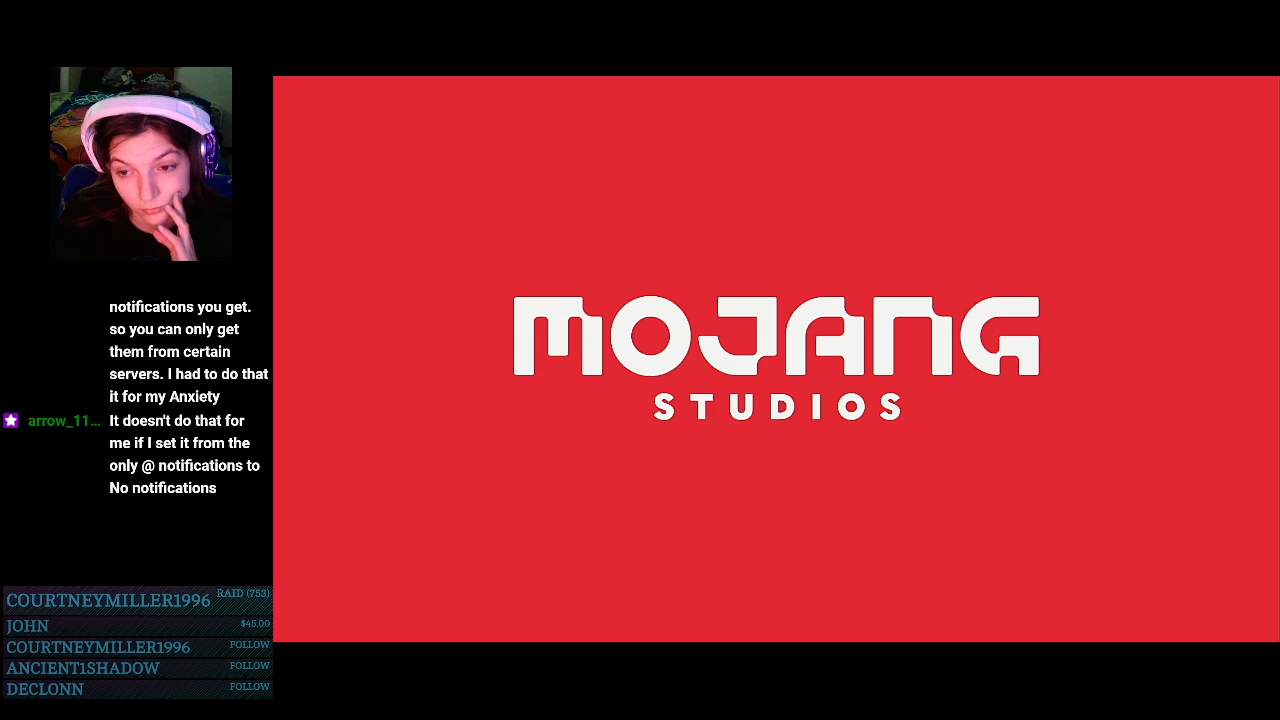 MOJANG
STUDIOS
notifications you get.
so you can only get
them from certain
servers. I had to do that
it for my Anxiety
arrow_11... It doesn't do that for
me if I set it from the
only @ notifications to
No notifications
COURTNEYMILLER1996 RAID (753)
JOHN $45.00
COURTNEYMILLER1996 FOLLOW
ANCIENT1SHADOW FOLLOW
DECLONN FOLLOW